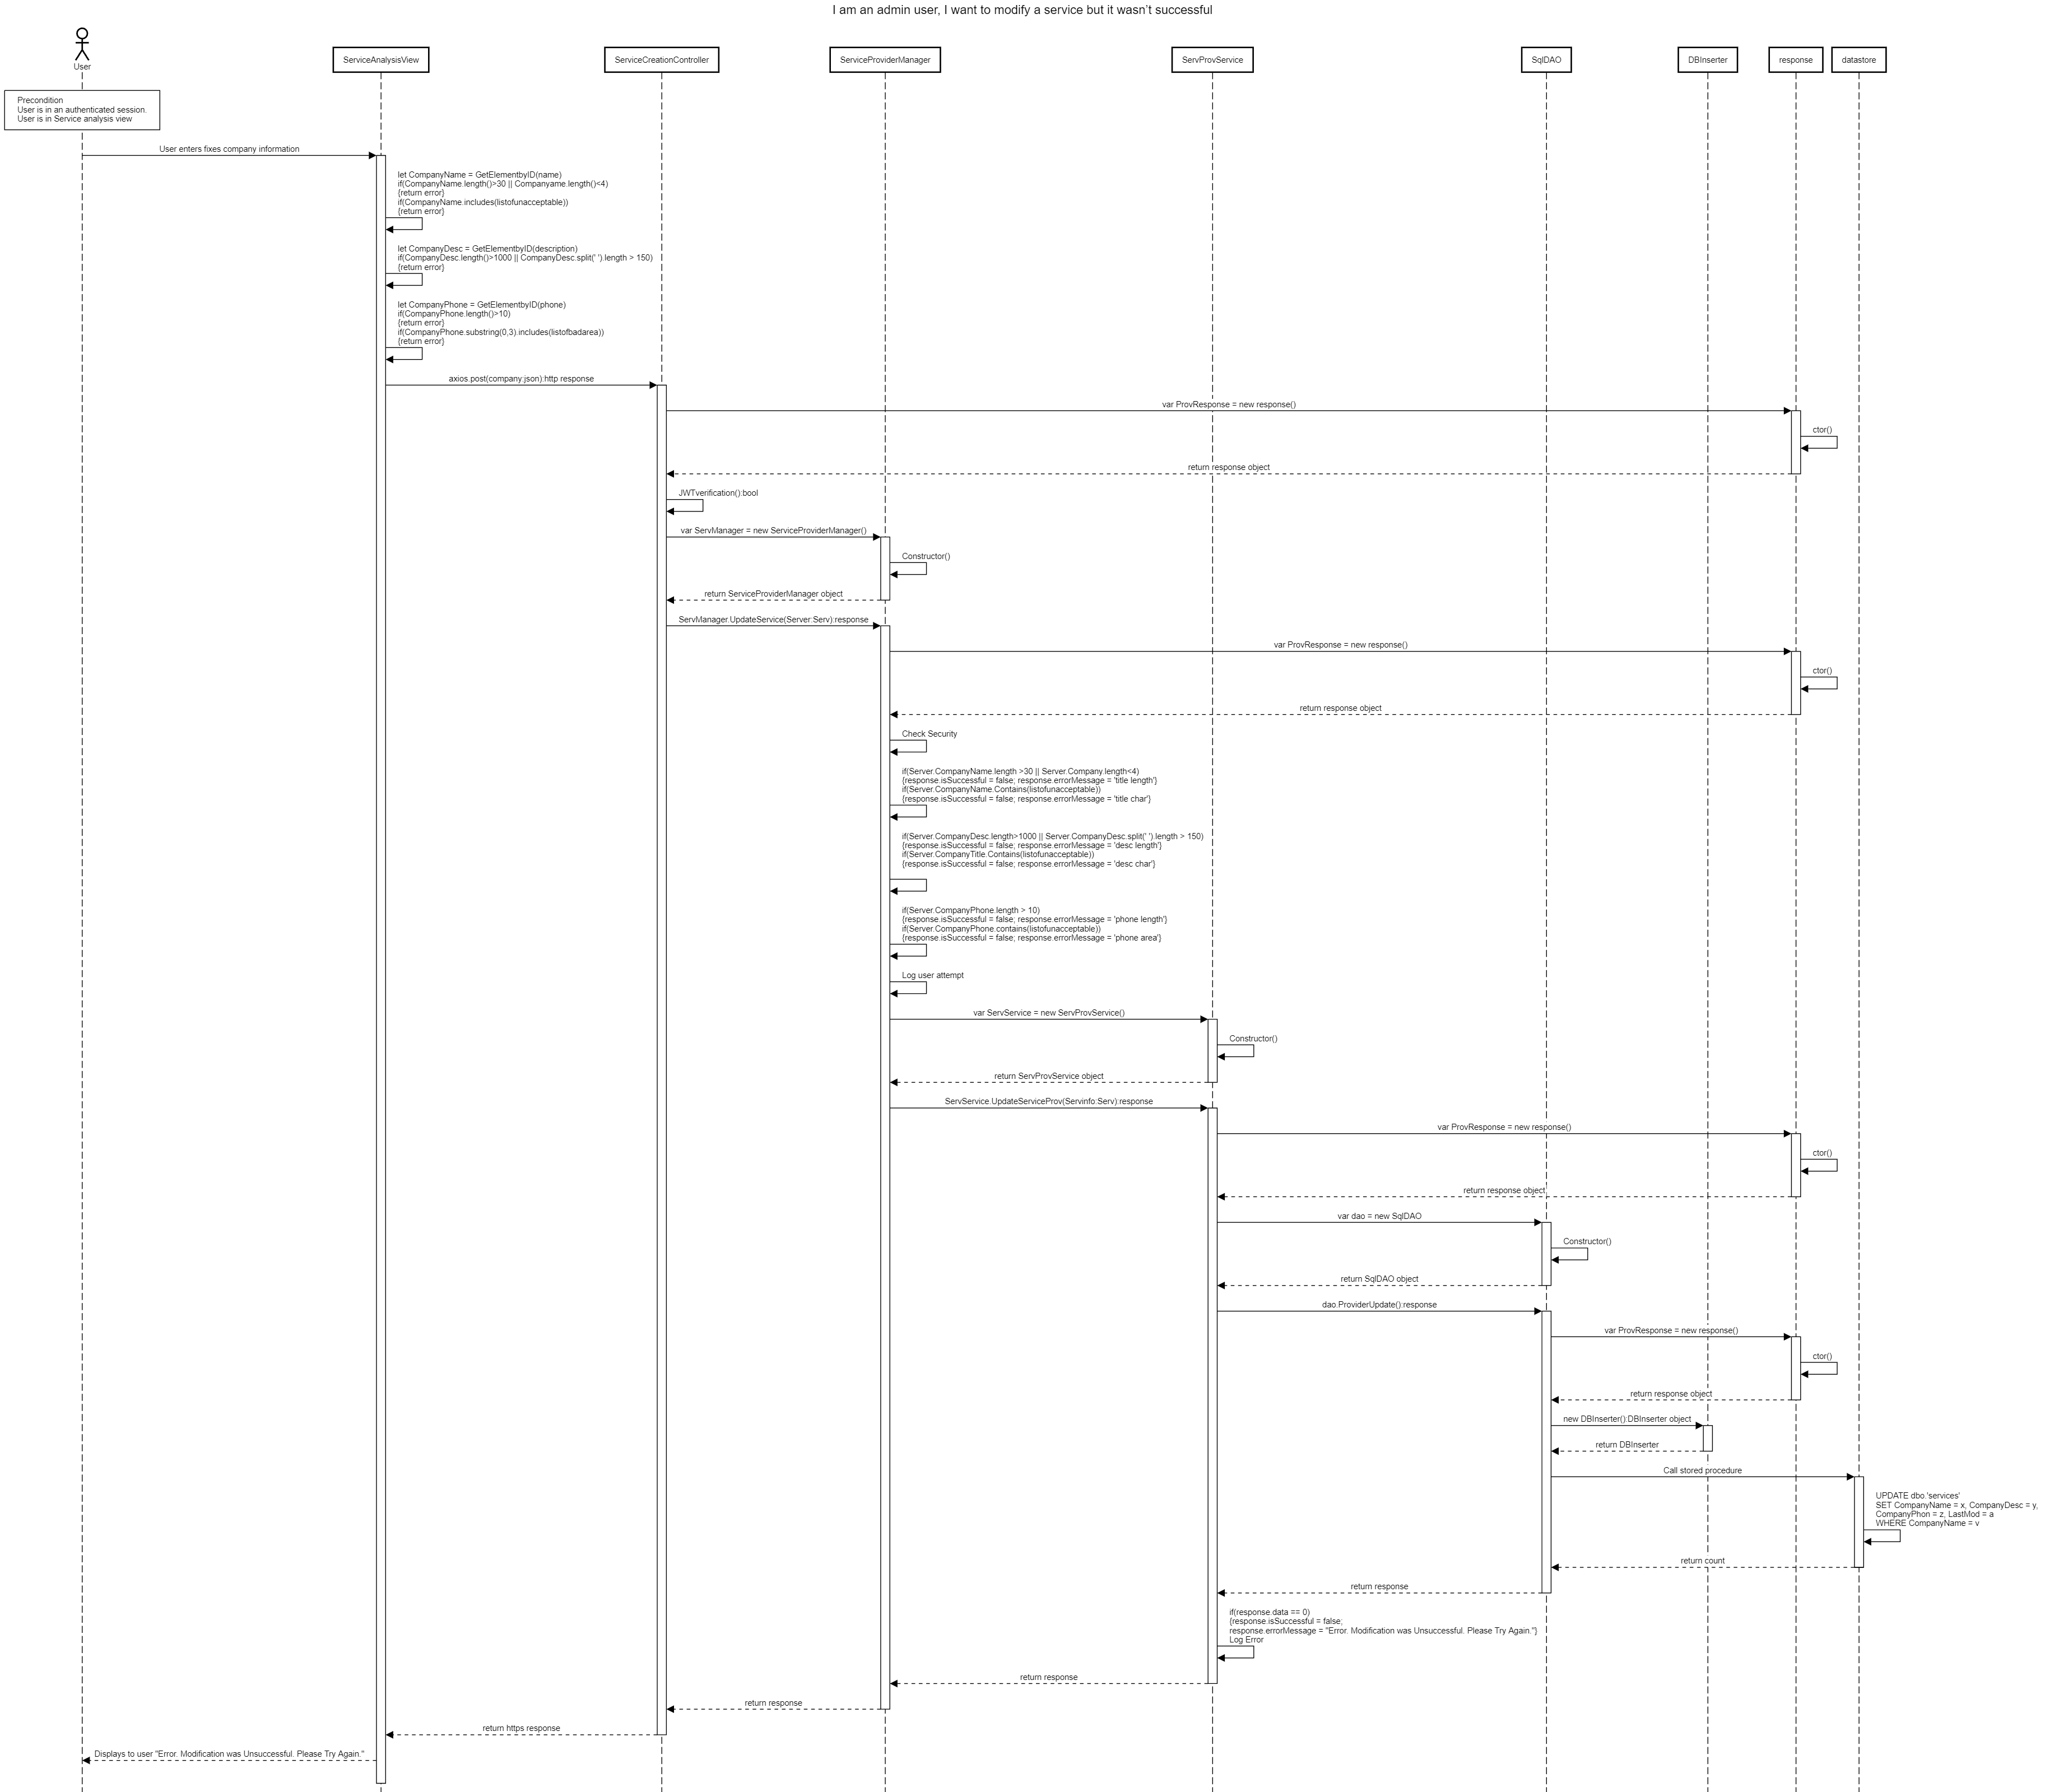 I am an admin user, I want to modify a service but it wasn't successful
User
ServiceAnalysisView
ServiceCreationController
ServiceProviderManager
ServProvService
SqlDAO
DBInserter
response
datastore
Precondition
User is in an authenticated session.
User is in Service analysis view
User enters fixes company information
let CompanyName = GetElementbyID(name)
if(CompanyName.length()>30 || Companyame.length()<4)
{return error}
if(CompanyName.includes(listofunacceptable))
{return error}
let CompanyDesc = GetElementbyID(description)
if(CompanyDesc.length()>1000 || CompanyDesc.split(' ').length > 150)
{return error}
let CompanyPhone = GetElementbyID(phone)
if(CompanyPhone.length()>10)
{return error}
if(CompanyPhone.substring(0,3).includes(listofbadarea))
{return error}
axios.post(company:json):http response
var ProvResponse = new response()
ctor()
return response object
JWTverification():bool
var ServManager = new ServiceProviderManager()
Constructor()
return ServiceProviderManager object
ServManager.UpdateService(Server:Serv):response
var ProvResponse = new response()
ctor()
return response object
Check Security
if(Server.CompanyName.length >30 || Server.Company.length<4)
{response.isSuccessful = false; response.errorMessage = 'title length'}
if(Server.CompanyName.Contains(listofunacceptable))
{response.isSuccessful = false; response.errorMessage = 'title char'}
if(Server.CompanyDesc.length>1000 || Server.CompanyDesc.split(' ').length > 150)
{response.isSuccessful = false; response.errorMessage = 'desc length'}
if(Server.CompanyTitle.Contains(listofunacceptable))
{response.isSuccessful = false; response.errorMessage = 'desc char'}
if(Server.CompanyPhone.length > 10)
{response.isSuccessful = false; response.errorMessage = 'phone length'}
if(Server.CompanyPhone.contains(listofunacceptable))
{response.isSuccessful = false; response.errorMessage = 'phone area'}
Log user attempt
var ServService = new ServProvService()
Constructor()
return ServProvService object
ServService.UpdateServiceProv(Servinfo:Serv):response
var ProvResponse = new response()
ctor()
return response object
var dao = new SqlDAO
Constructor()
return SqlDAO object
dao.ProviderUpdate():response
var ProvResponse = new response()
ctor()
return response object
new DBInserter():DBInserter object
return DBInserter
Call stored procedure
UPDATE dbo.'services'
SET CompanyName = x, CompanyDesc = y,
CompanyPhon = z, LastMod = a
WHERE CompanyName = v
return count
return response
if(response.data == 0)
{response.isSuccessful = false;
response.errorMessage = "Error. Modification was Unsuccessful. Please Try Again."}
Log Error
return response
return response
return https response
Displays to user "Error. Modification was Unsuccessful. Please Try Again."